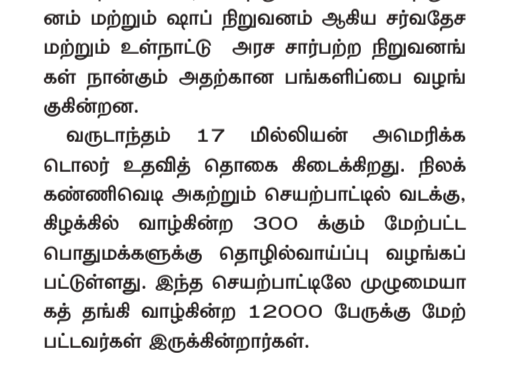 னம் மற்றும் ஷாப் நிறுவனம் ஆகிய சர்வதேச
மற்றும் உள்நாட்டு அரச சார்பற்ற நிறுவனங்
கள் நான்கும் அதற்கான பங்களிப்பை வழங்
குகின்றன.
வருடாந்தம் 17 மில்லியன் அமெரிக்க
டொலர் உதவித் தொகை கிடைக்கிறது. நிலக்
கண்ணிவெடி அகற்றும் செயற்பாட்டில் வடக்கு,
கிழக்கில் வாழ்கின்ற 300 க்கும் மேற்பட்ட
பொதுமக்களுக்கு தொழில்வாய்ப்பு வழங்கப்
பட்டுள்ளது. இந்த செயற்பாட்டிலே முழுமையா
கத் தங்கி வாழ்கின்ற 12000 பேருக்கு மேற்
பட்டவர்கள் இருக்கின்றார்கள்.